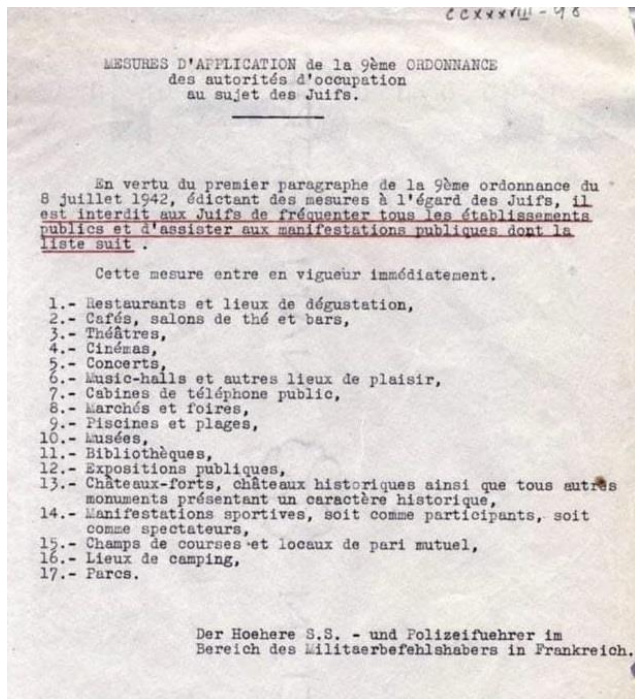 CCXXXVIII - 98
MESURES D'APPLICATION de la 9ème ORDONNANCE
des autorités d'occupation
au sujet des Juifs.
En vertu du premier paragraphe de la 9ème ordonnance du
8 juillet 1942, édictant des mesures à l'égard des Juifs, il
est interdit aux Juifs de fréquenter tous les établissements
publics et d'assister aux manifestations publiques dont la
liste suit .
Cette mesure entre en vigueur immédiatement.
1.- Restaurants et lieux de dégustation,
2.- Cafés, salons de thé et bars,
3.- Théâtres,
4.- Cinémas,
5.- Concerts,
6.- Music-halls et autres lieux de plaisir,
7.- Cabines de téléphone public,
8.- Marchés et foires,
9.- Piscines et plages,
10.- Musées,
11.- Bibliothèques,
12.- Expositions publiques,
13.- Châteaux-forts, châteaux historiques ainsi que tous autres
monuments présentant un caractère historique,
14.- Manifestations sportives, soit comme participants, soit
comme spectateurs,
15.- Champs de courses et locaux de pari mutuel,
16.- Lieux de camping,
17.- Parcs.
Der Hoehere S.S. - und Polizeifuehrer im
Bereich des Militaerbefehlshabers in Frankreich.